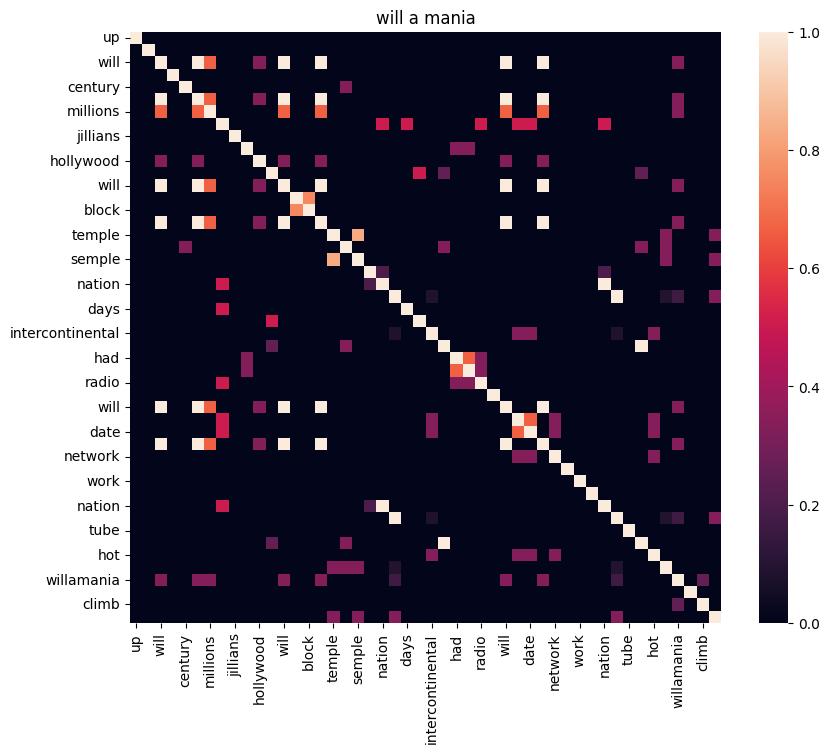 will a mania
up
will
century
millions
jillians
hollywood
will
block
temple
semple
nation
days
intercontinental
had
radio
will
date
network
work
nation
tube
hot
willamania
climb
1.0
0.8
0.6
0.4
0.2
0.0
up
will
century
millions
jillians
hollywood
will
block
temple
semple
nation
days
intercontinental
had
radio
will
date
network
work
nation
tube
hot
willamania
climb